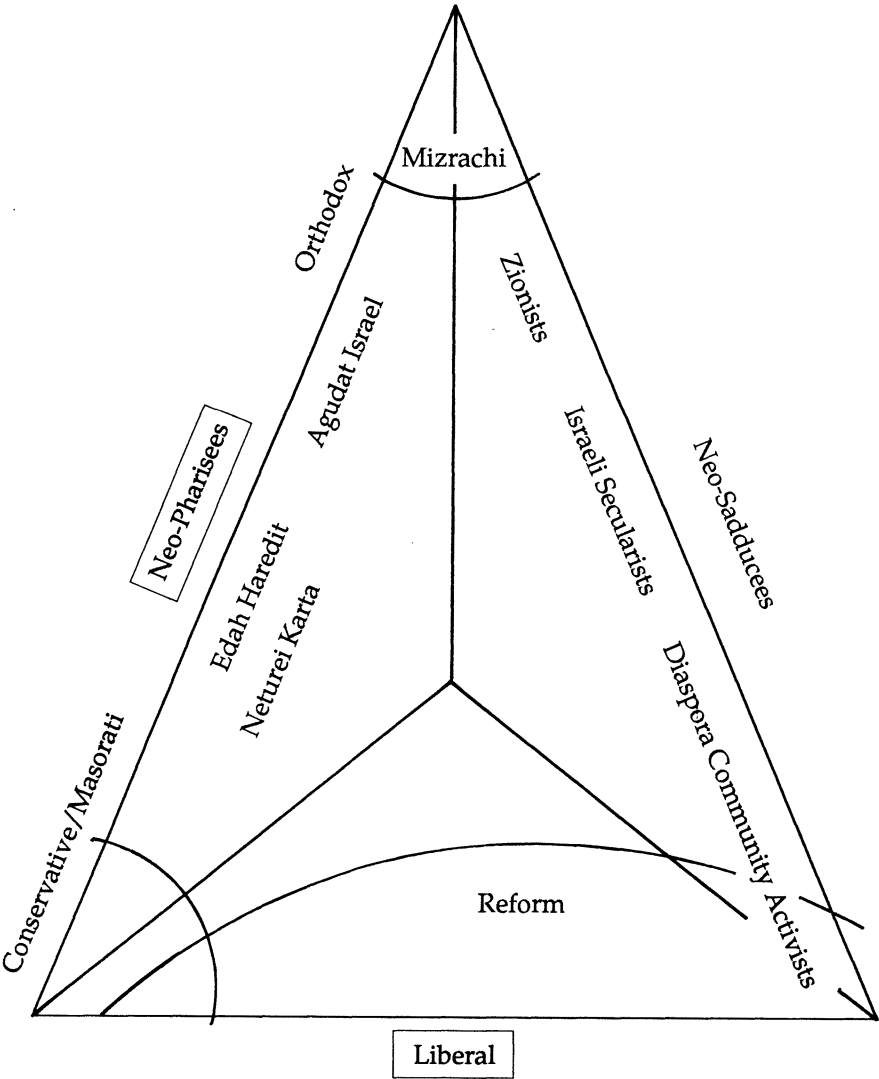 Mizrachi
Orthodox
Zionists
Agudat Israel
Israeli Secularists
Neo-Pharisees
Neo-Sadducees
Edah Haredit
Neturei Karta
Diaspora Community Activists
Conservative/Masorati
Reform
Liberal